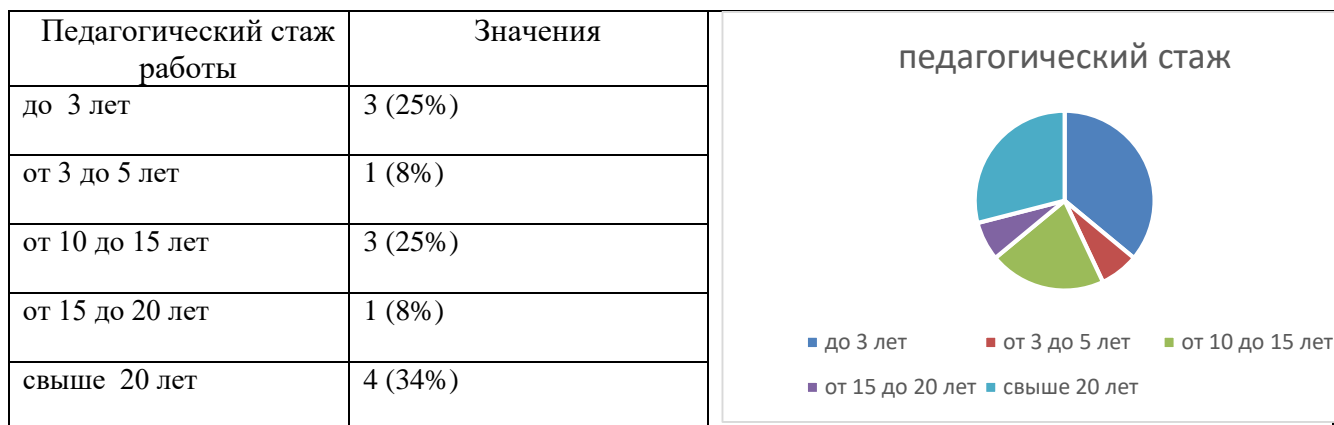 Педагогический стаж работы
Значения
до 3 лет
3 (25%)
от 3 до 5 лет
1 (8%)
от 10 до 15 лет
3 (25%)
от 15 до 20 лет
1 (8%)
свыше 20 лет
4 (34%)
педагогический стаж
до 3 лет
от 3 до 5 лет
от 10 до 15 лет
от 15 до 20 лет
свыше 20 лет